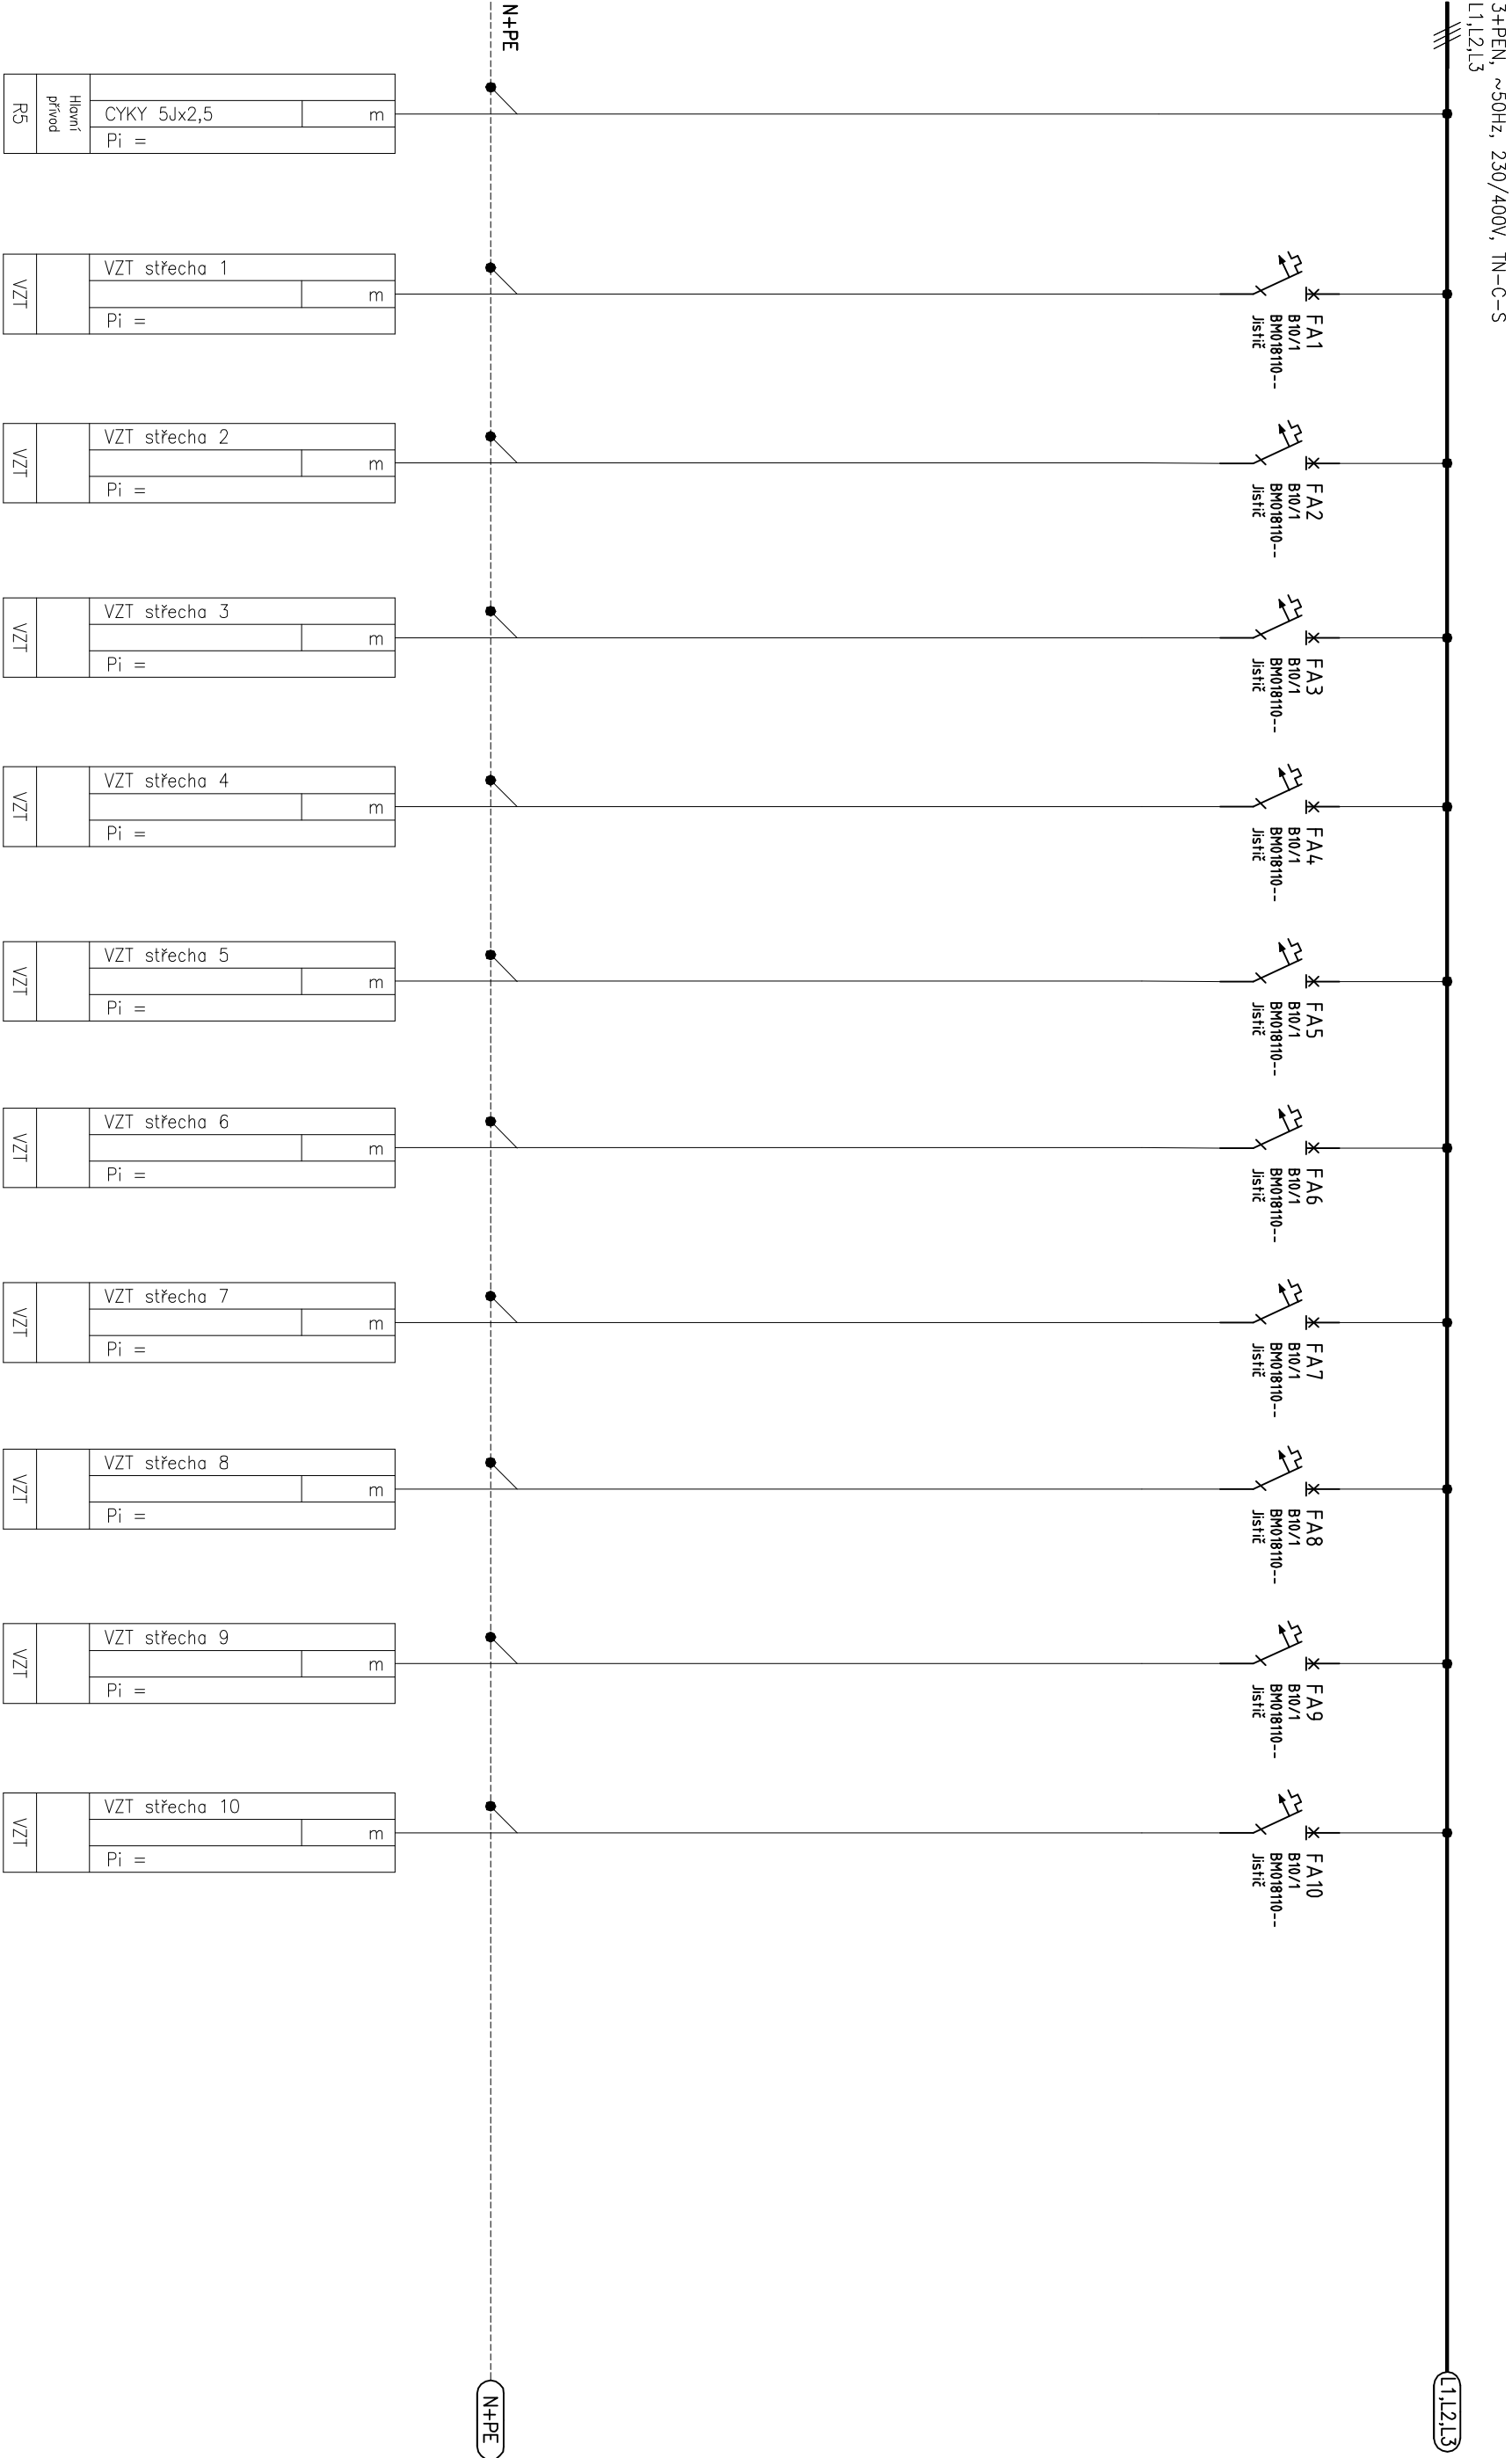 3+PEN, ~50Hz, 230/400V, TN-C-S
L1,L2,L3
N+PE
R5
Hlavní
přívod
CYKY 5Jx2,5
m
Pi =
VZT
VZT střecha 1
m
Pi =
FA1
B10/1
BM018110--
Jistič
VZT
VZT střecha 2
m
Pi =
FA2
B10/1
BM018110--
Jistič
VZT
VZT střecha 3
m
Pi =
FA3
B10/1
BM018110--
Jistič
VZT
VZT střecha 4
m
Pi =
FA4
B10/1
BM018110--
Jistič
VZT
VZT střecha 5
m
Pi =
FA5
B10/1
BM018110--
Jistič
VZT
VZT střecha 6
m
Pi =
FA6
B10/1
BM018110--
Jistič
VZT
VZT střecha 7
m
Pi =
FA7
B10/1
BM018110--
Jistič
VZT
VZT střecha 8
m
Pi =
FA8
B10/1
BM018110--
Jistič
VZT
VZT střecha 9
m
Pi =
FA9
B10/1
BM018110--
Jistič
VZT
VZT střecha 10
m
Pi =
FA10
B10/1
BM018110--
Jistič
N+PE
L1,L2,L3